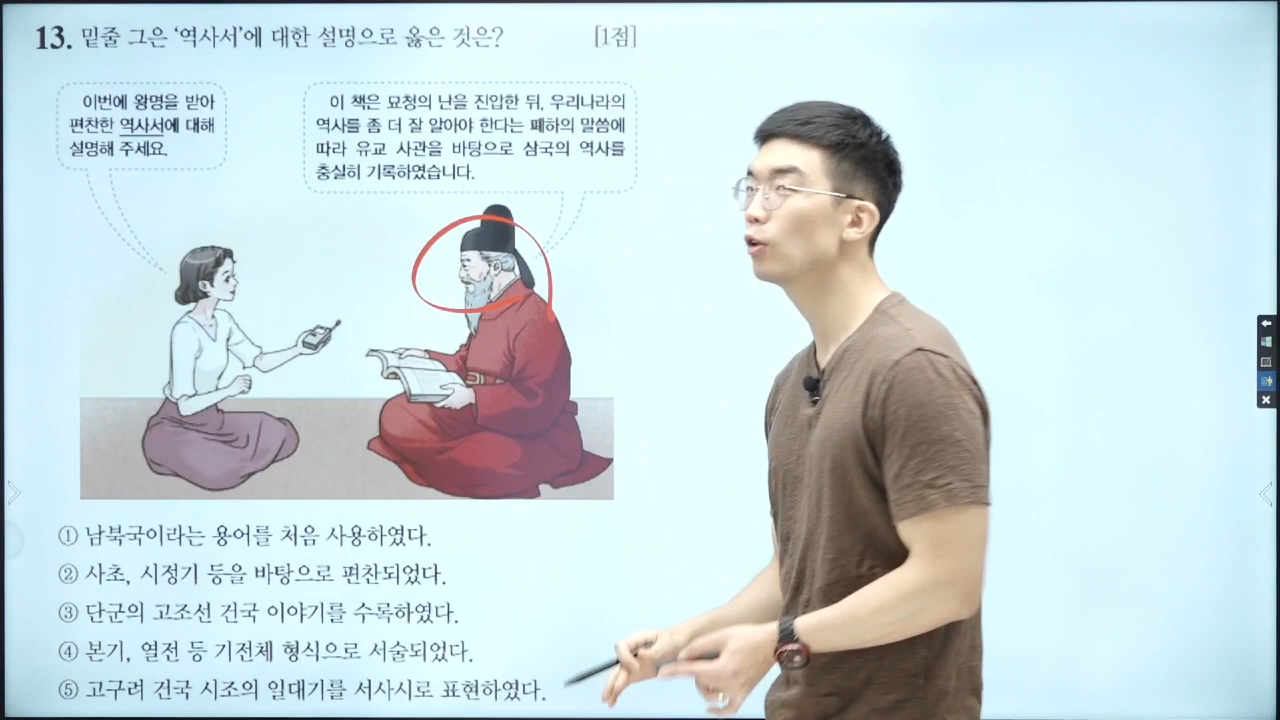 13. 밑줄 그은 '역사서'에 대한 설명으로 옳은 것은? [1점]
이번에 왕명을 받아
편찬한 역사서에 대해
설명해 주세요.
이 책은 묘청의 난을 진압한 뒤, 우리나라의
역사를 좀 더 잘 알아야 한다는 폐하의 말씀에
따라 유교 사관을 바탕으로 삼국의 역사를
충실히 기록하였습니다.
① 남북국이라는 용어를 처음 사용하였다.
② 사초, 시정기 등을 바탕으로 편찬되었다.
③ 단군의 고조선 건국 이야기를 수록하였다.
④ 본기, 열전 등 기전체 형식으로 서술되었다.
⑤ 고구려 건국 시조의 일대기를 서사시로 표현하였다.